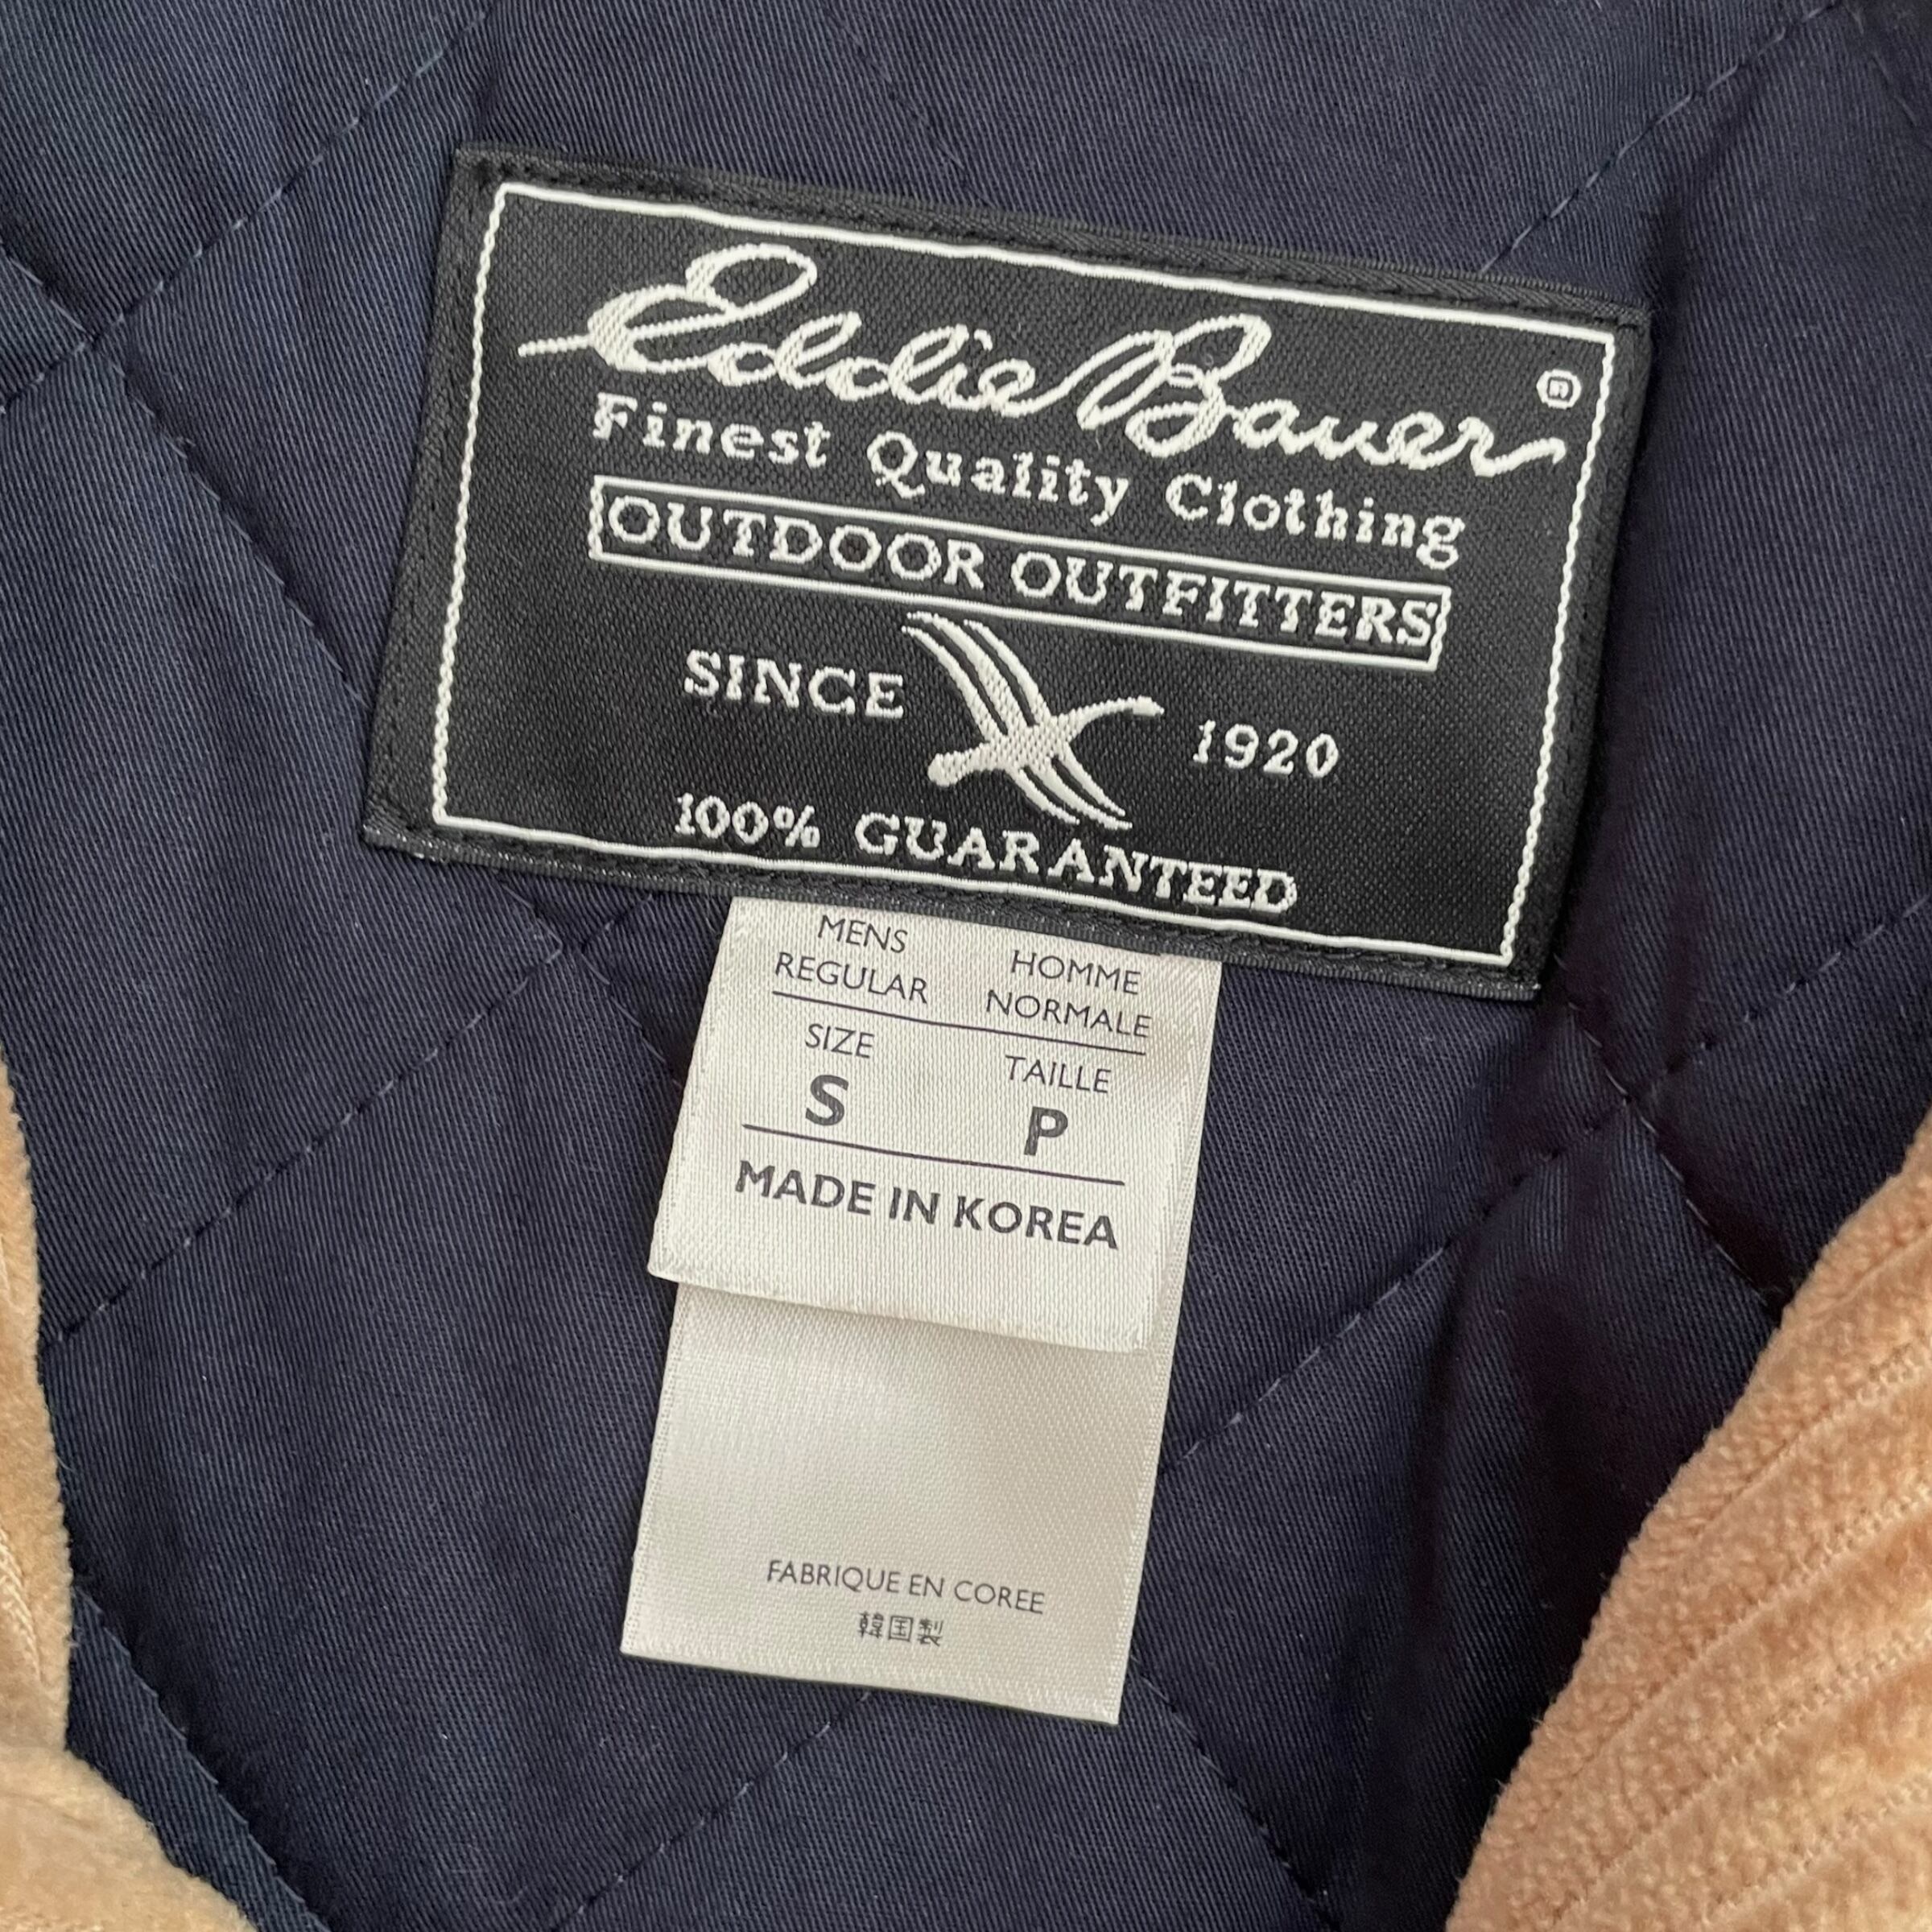 Eddie Bauer ®
Finest Quality Clothing
OUTDOOR OUTFITTERS
SINCE 1920
100% GUARANTEED
MENS HOMME
REGULAR NORMALE
SIZE TAILLE
S P
MADE IN KOREA
FABRIQUE EN COREE
韓国製